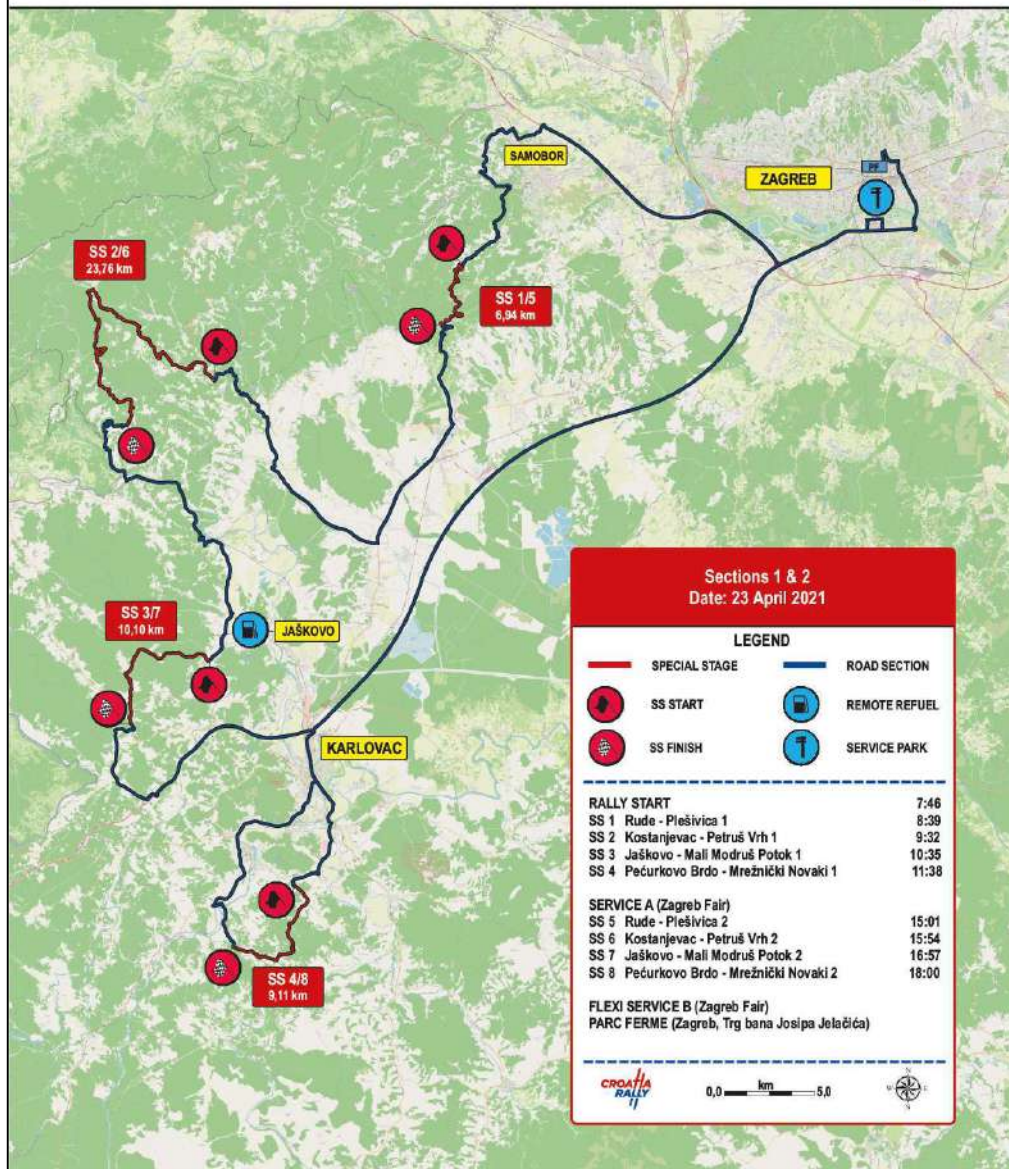 SAMOBOR
ZAGREB
PF
SS 2/6
23,76 km
SS 1/5
6,94 km
SS 3/7
10,10 km
JAŠKOVO
KARLOVAC
SS 4/8
9,11 km
Sections 1 & 2
Date: 23 April 2021
LEGEND
SPECIAL STAGE
ROAD SECTION
SS START
REMOTE REFUEL
SS FINISH
SERVICE PARK
RALLY START 7:46
SS 1 Rude - Plešivica 1 8:39
SS 2 Kostanjevac - Petruš Vrh 1 9:32
SS 3 Jaškovo - Mali Modruš Potok 1 10:35
SS 4 Pećurkovo Brdo - Mrežnički Novaki 1 11:38
SERVICE A (Zagreb Fair)
SS 5 Rude - Plešivica 2 15:01
SS 6 Kostanjevac - Petruš Vrh 2 15:54
SS 7 Jaškovo - Mali Modruš Potok 2 16:57
SS 8 Pećurkovo Brdo - Mrežnički Novaki 2 18:00
FLEXI SERVICE B (Zagreb Fair)
PARC FERME (Zagreb, Trg bana Josipa Jelačića)
CROATIA
RALLY
km
0,0 5,0
N
W E
S